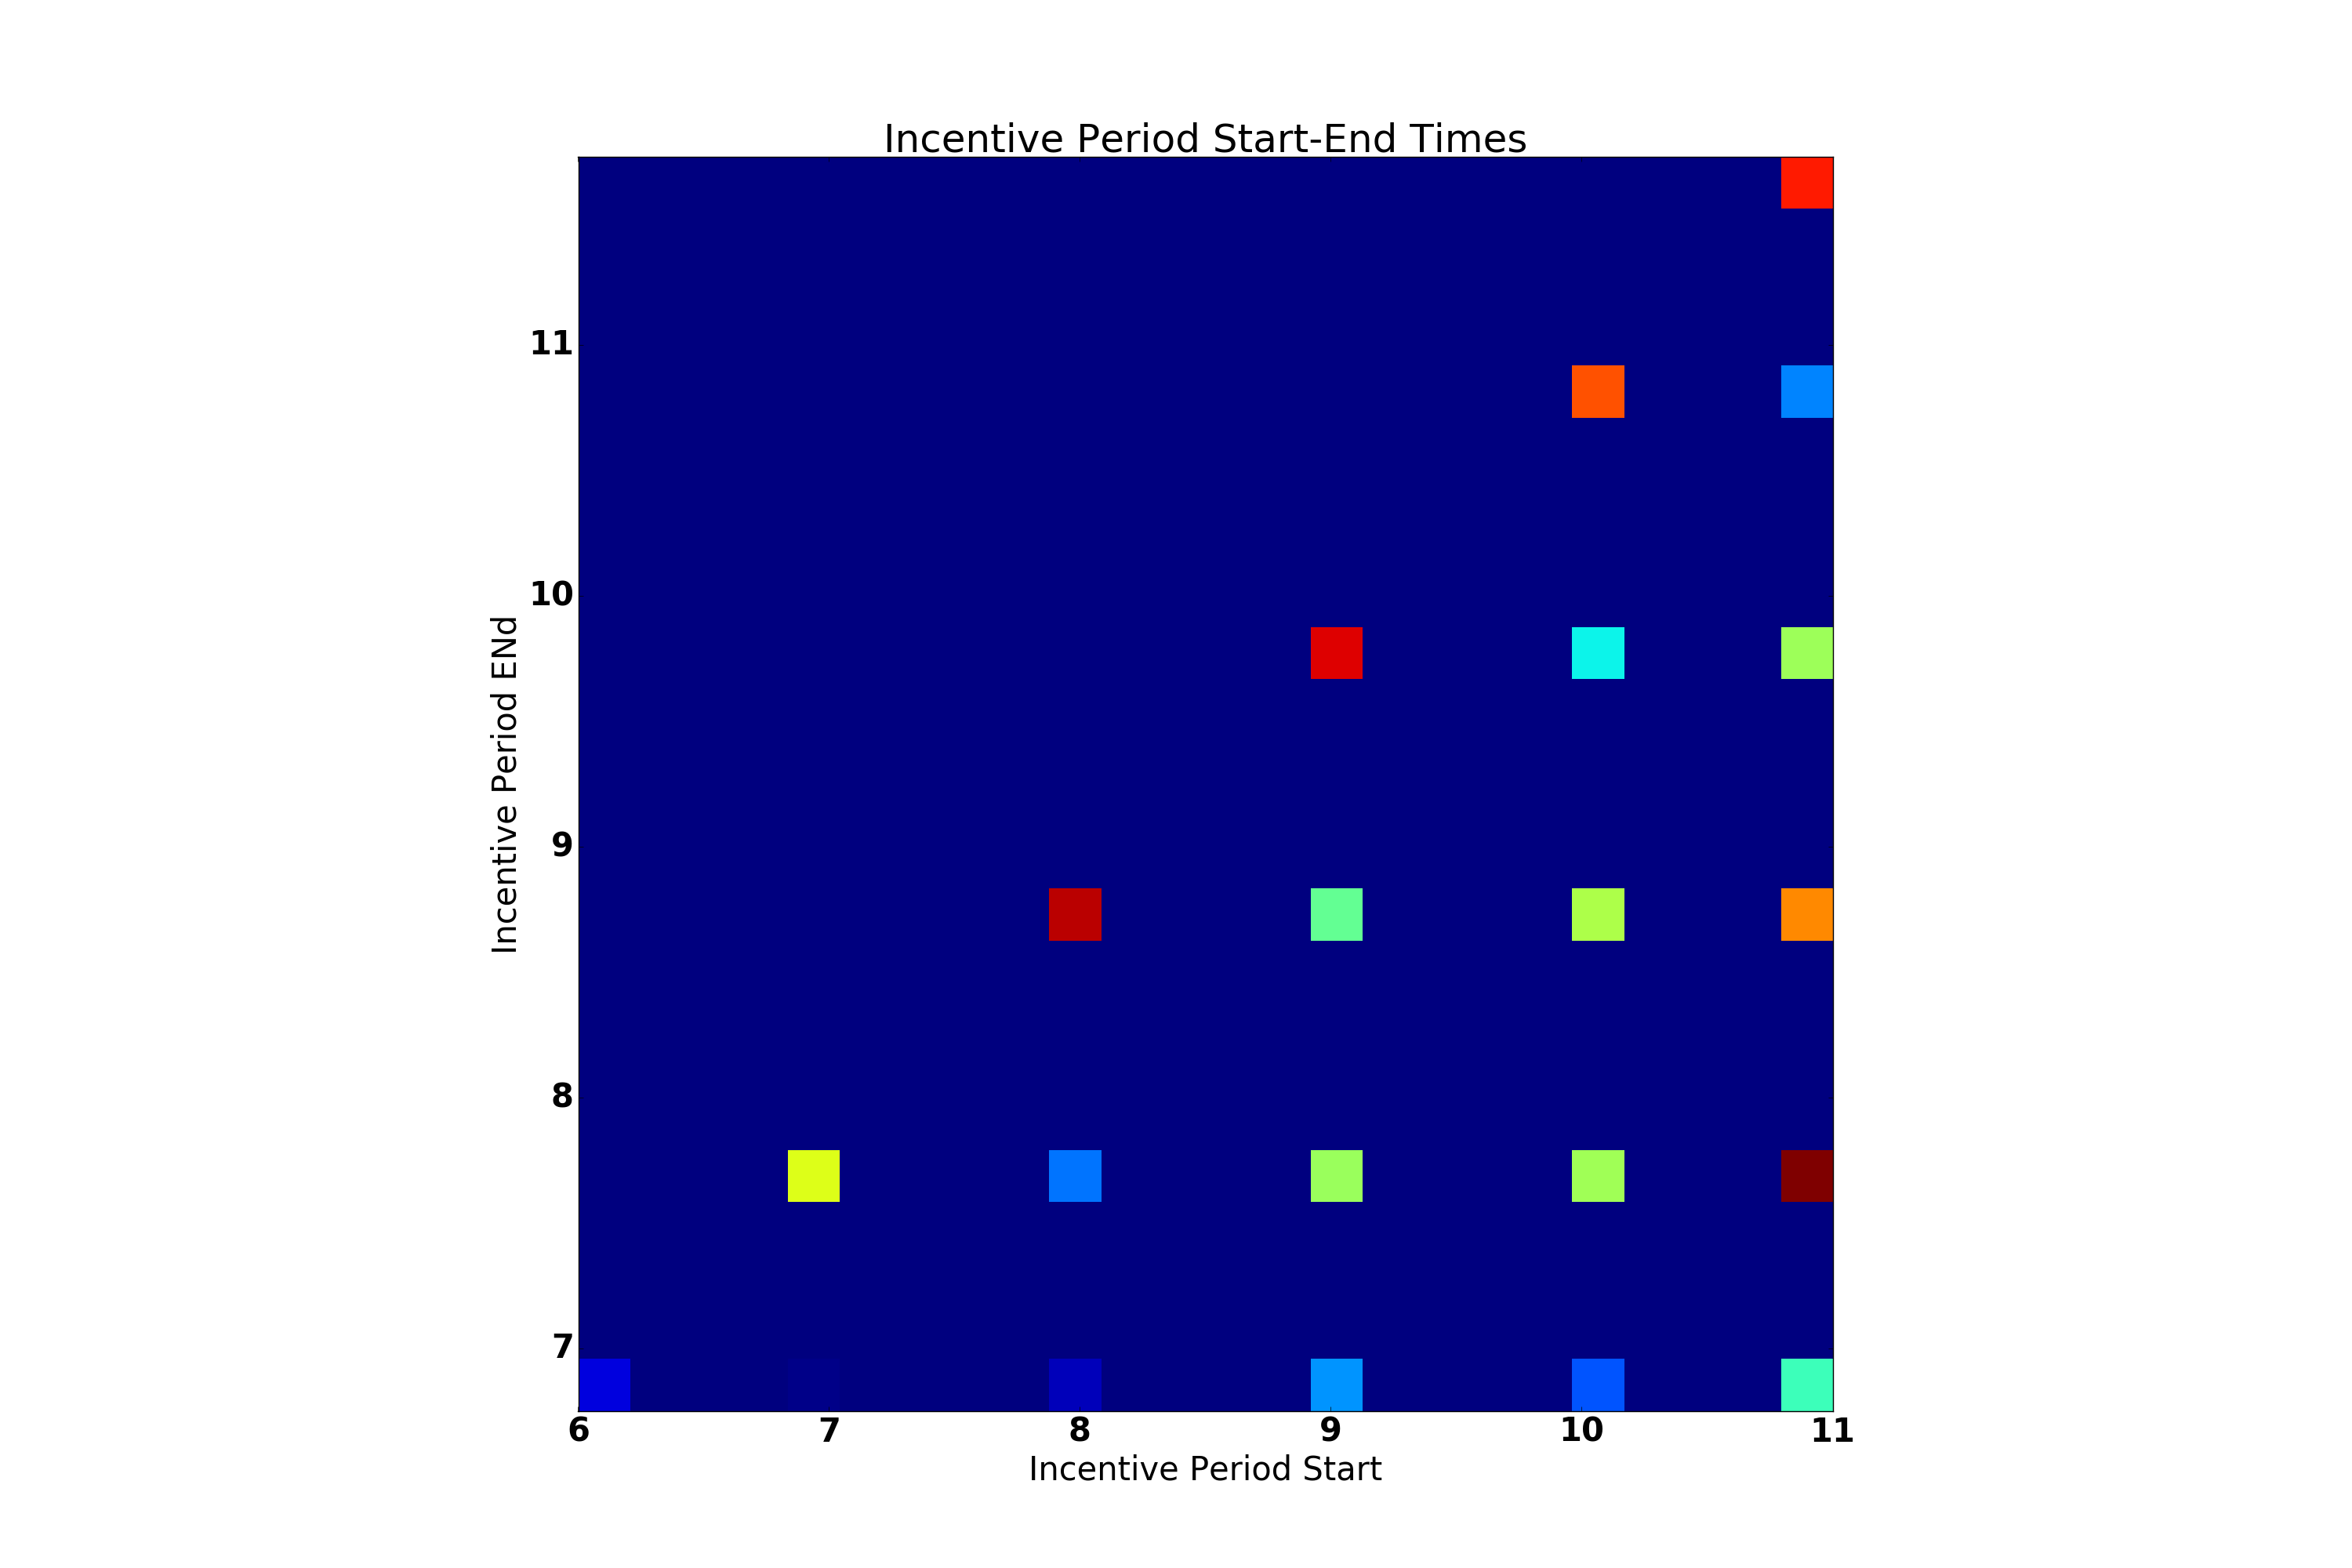 Incentive Period Start-End Times
11
10
9
8
7
Incentive Period ENd
6 7 8 9 10 11
Incentive Period Start